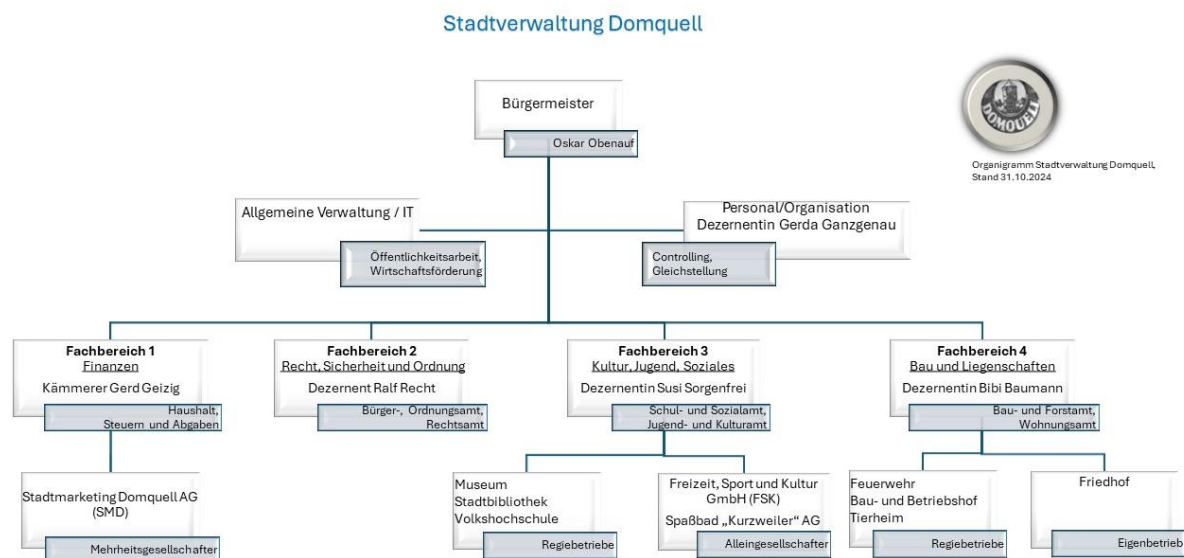 Stadtverwaltung Domquell
Bürgermeister
Oskar Obenauf
DOMQUELL
Organigramm Stadtverwaltung Domquell,
Stand 31.10.2024
Allgemeine Verwaltung / IT
Öffentlichkeitsarbeit,
Wirtschaftsförderung
Personal/Organisation
Dezernentin Gerda Ganzgenau
Controlling,
Gleichstellung
Fachbereich 1
Finanzen
Kämmerer Gerd Geizig
Haushalt,
Steuern und Abgaben
Fachbereich 2
Recht, Sicherheit und Ordnung
Dezernent Ralf Recht
Bürger-, Ordnungsamt,
Rechtsamt
Fachbereich 3
Kultur, Jugend, Soziales
Dezernentin Susi Sorgenfrei
Schul- und Sozialamt,
Jugend- und Kulturamt
Fachbereich 4
Bau und Liegenschaften
Dezernentin Bibi Baumann
Bau- und Forstamt,
Wohnungsamt
Stadtmarketing Domquell AG
(SMD)
Mehrheitsgesellschafter
Museum
Stadtbibliothek
Volkshochschule
Regiebetriebe
Freizeit, Sport und Kultur
GmbH (FSK)
Spaßbad „Kurzweiler“ AG
Alleingesellschafter
Feuerwehr
Bau- und Betriebshof
Tierheim
Regiebetriebe
Friedhof
Eigenbetrieb